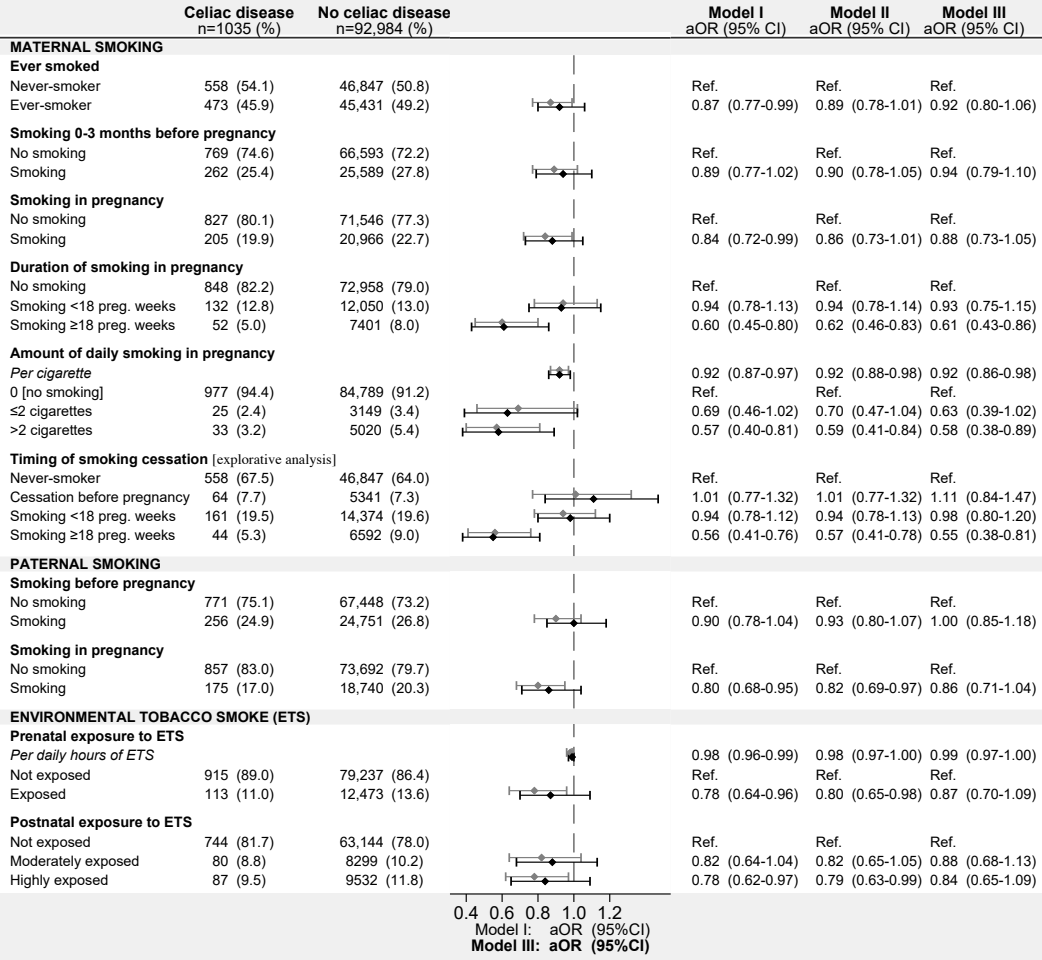 Celiac disease No celiac disease Model I Model II Model III
n=1035 (%) n=92,984 (%) aOR (95% CI) aOR (95% CI) aOR (95% CI)
MATERNAL SMOKING
Ever smoked
Never-smoker 558 (54.1) 46,847 (50.8) Ref. Ref. Ref.
Ever-smoker 473 (45.9) 45,431 (49.2) 0.87 (0.77-0.99) 0.89 (0.78-1.01) 0.92 (0.80-1.06)
Smoking 0-3 months before pregnancy
No smoking 769 (74.6) 66,593 (72.2) Ref. Ref. Ref.
Smoking 262 (25.4) 25,589 (27.8) 0.89 (0.77-1.02) 0.90 (0.78-1.05) 0.94 (0.79-1.10)
Smoking in pregnancy
No smoking 827 (80.1) 71,546 (77.3) Ref. Ref. Ref.
Smoking 205 (19.9) 20,966 (22.7) 0.84 (0.72-0.99) 0.86 (0.73-1.01) 0.88 (0.73-1.05)
Duration of smoking in pregnancy
No smoking 848 (82.2) 72,958 (79.0) Ref. Ref. Ref.
Smoking <18 preg. weeks 132 (12.8) 12,050 (13.0) 0.94 (0.78-1.13) 0.94 (0.78-1.14) 0.93 (0.75-1.15)
Smoking ≥18 preg. weeks 52 (5.0) 7401 (8.0) 0.60 (0.45-0.80) 0.62 (0.46-0.83) 0.61 (0.43-0.86)
Amount of daily smoking in pregnancy
Per cigarette 0.92 (0.87-0.97) 0.92 (0.88-0.98) 0.92 (0.86-0.98)
0 [no smoking] 977 (94.4) 84,789 (91.2) Ref. Ref. Ref.
≤2 cigarettes 25 (2.4) 3149 (3.4) 0.69 (0.46-1.02) 0.70 (0.47-1.04) 0.63 (0.39-1.02)
>2 cigarettes 33 (3.2) 5020 (5.4) 0.57 (0.40-0.81) 0.59 (0.41-0.84) 0.58 (0.38-0.89)
Timing of smoking cessation [explorative analysis]
Never-smoker 558 (67.5) 46,847 (64.0) Ref. Ref. Ref.
Cessation before pregnancy 64 (7.7) 5341 (7.3) 1.01 (0.77-1.32) 1.01 (0.77-1.32) 1.11 (0.84-1.47)
Smoking <18 preg. weeks 161 (19.5) 14,374 (19.6) 0.94 (0.78-1.12) 0.94 (0.78-1.13) 0.98 (0.80-1.20)
Smoking ≥18 preg. weeks 44 (5.3) 6592 (9.0) 0.56 (0.41-0.76) 0.57 (0.41-0.78) 0.55 (0.38-0.81)
PATERNAL SMOKING
Smoking before pregnancy
No smoking 771 (75.1) 67,448 (73.2) Ref. Ref. Ref.
Smoking 256 (24.9) 24,751 (26.8) 0.90 (0.78-1.04) 0.93 (0.80-1.07) 1.00 (0.85-1.18)
Smoking in pregnancy
No smoking 857 (83.0) 73,692 (79.7) Ref. Ref. Ref.
Smoking 175 (17.0) 18,740 (20.3) 0.80 (0.68-0.95) 0.82 (0.69-0.97) 0.86 (0.71-1.04)
ENVIRONMENTAL TOBACCO SMOKE (ETS)
Prenatal exposure to ETS
Per daily hours of ETS 0.98 (0.96-0.99) 0.98 (0.97-1.00) 0.99 (0.97-1.00)
Not exposed 915 (89.0) 79,237 (86.4) Ref. Ref. Ref.
Exposed 113 (11.0) 12,473 (13.6) 0.78 (0.64-0.96) 0.80 (0.65-0.98) 0.87 (0.70-1.09)
Postnatal exposure to ETS
Not exposed 744 (81.7) 63,144 (78.0) Ref. Ref. Ref.
Moderately exposed 80 (8.8) 8299 (10.2) 0.82 (0.64-1.04) 0.82 (0.65-1.05) 0.88 (0.68-1.13)
Highly exposed 87 (9.5) 9532 (11.8) 0.78 (0.62-0.97) 0.79 (0.63-0.99) 0.84 (0.65-1.09)
0.4 0.6 0.8 1.0 1.2
Model I: aOR (95%CI)
Model III: aOR (95%CI)